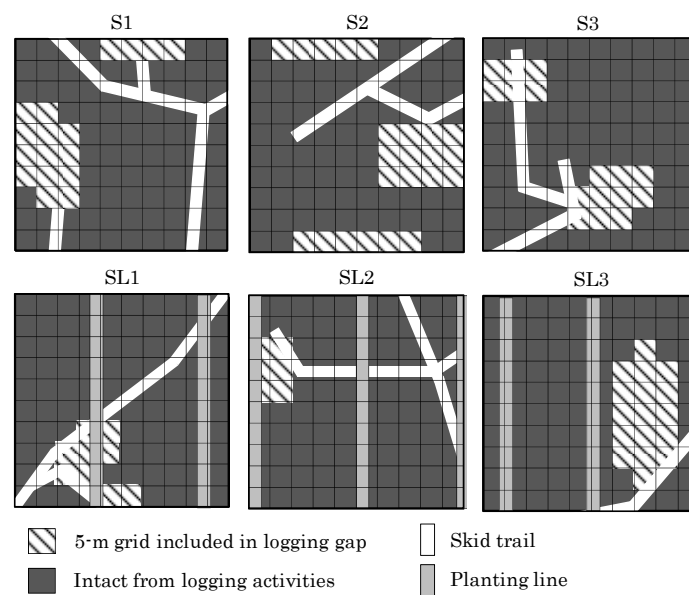 S1
S2
S3
SL1
SL2
SL3
5-m grid included in logging gap
Skid trail
Intact from logging activities
Planting line